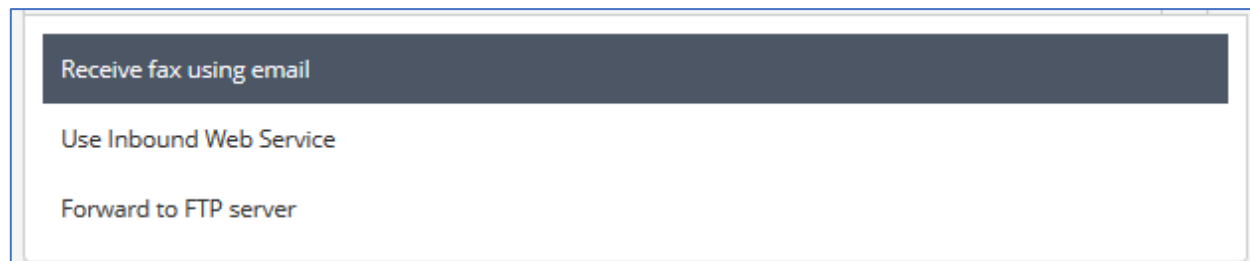 Receive fax using email
Use Inbound Web Service
Forward to FTP server